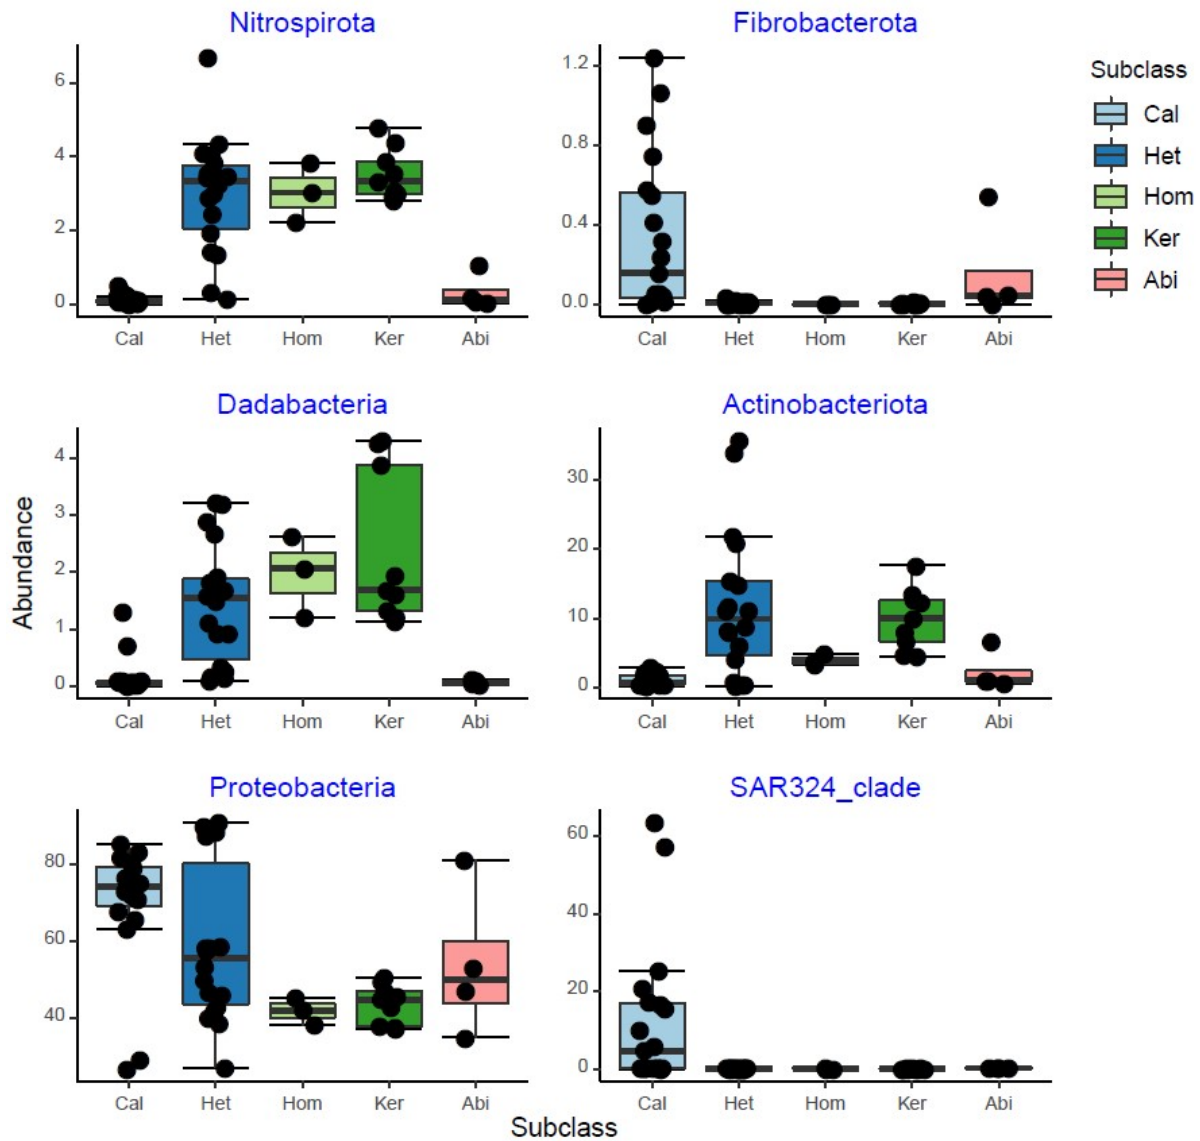 Nitrospirota
6
4
2
0
Cal Het Hom Ker Abi
Fibrobacterota
1.2
0.8
0.4
0.0
Cal Het Hom Ker Abi
Subclass
Cal
Het
Hom
Ker
Abi
Abundance
Dadabacteria
4
3
2
1
0
Cal Het Hom Ker Abi
Actinobacteriota
30
20
10
0
Cal Het Hom Ker Abi
Proteobacteria
80
60
40
Cal Het Hom Ker Abi
SAR324_clade
60
40
20
0
Cal Het Hom Ker Abi
Subclass